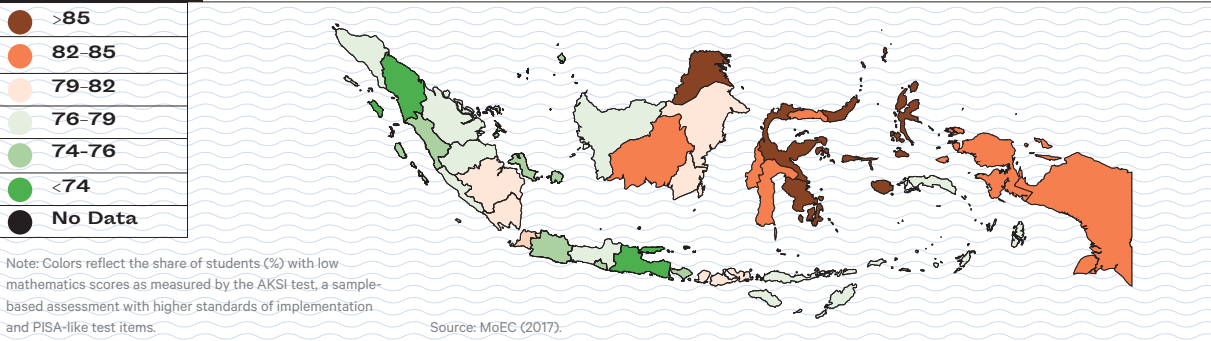 >85
82–85
79–82
76–79
74–76
<74
No Data
Note: Colors reflect the share of students (%) with low
mathematics scores as measured by the AKSI test, a sample-
based assessment with higher standards of implementation
and PISA-like test items.
Source: MoEC (2017).